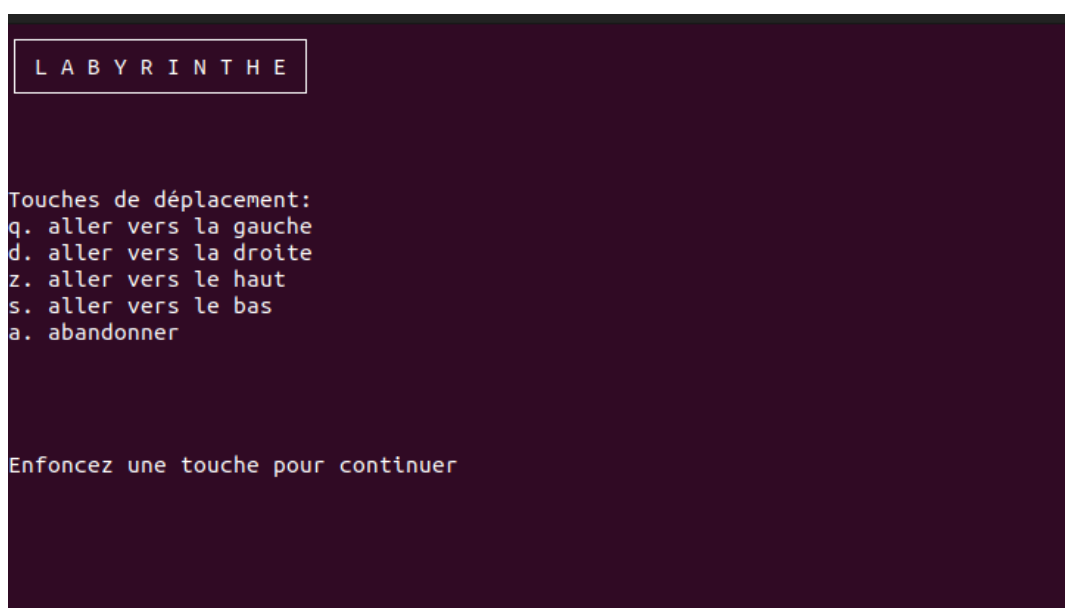 L A B Y R I N T H E
Touches de déplacement:
q. aller vers la gauche
d. aller vers la droite
z. aller vers le haut
s. aller vers le bas
a. abandonner
Enfoncez une touche pour continuer